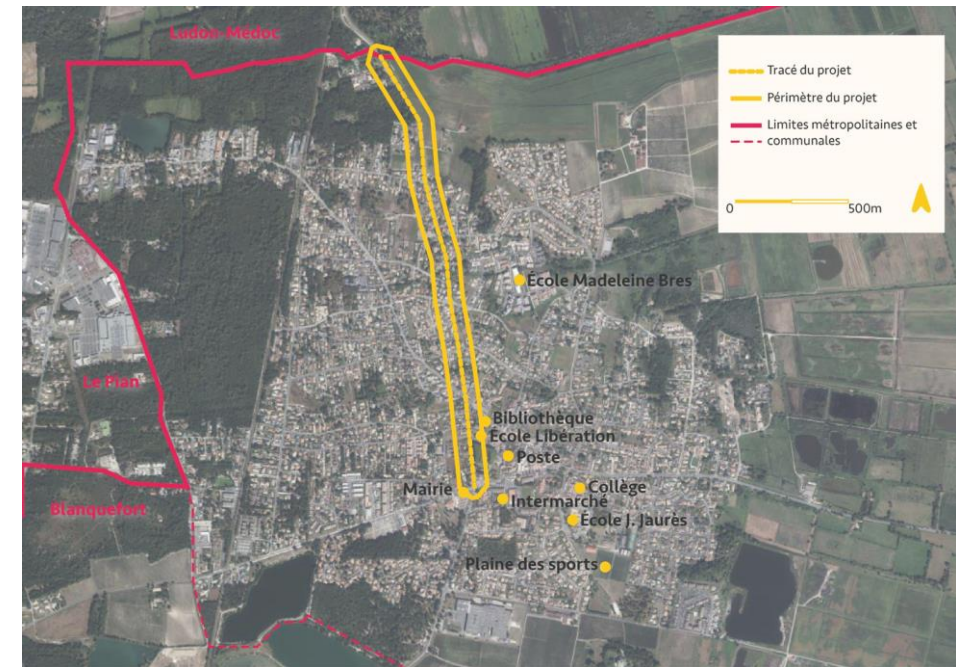 Ludon-Médoc
Tracé du projet
Périmètre du projet
Limites métropolitaines et
communales
0 500m
École Madeleine Bres
Le Pian
Bibliothèque
École Libération
Poste
Mairie
Collège
Intermarché
Blanquefort
École J. Jaurès
Plaine des sports